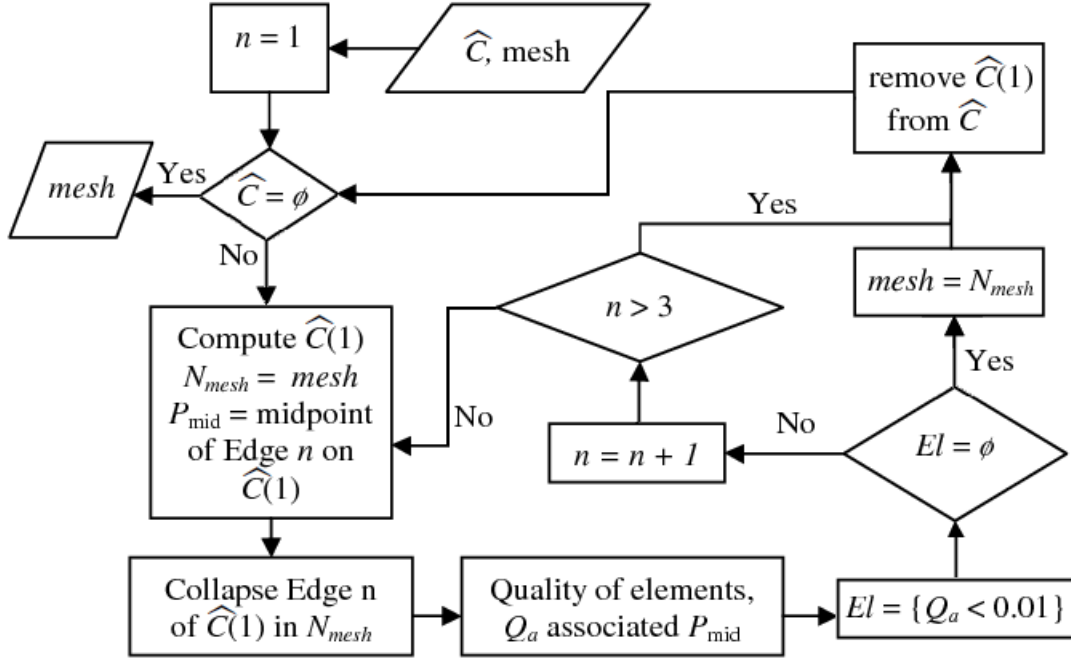 n = 1
Ĉ, mesh
remove Ĉ(1)
from Ĉ
mesh
Yes
Ĉ = ϕ
No
Yes
n > 3
mesh = N_mesh
Compute Ĉ(1)
N_mesh = mesh
P_mid = midpoint
of Edge n on
Ĉ(1)
No
Yes
No
n = n + 1
El = ϕ
Collapse Edge n
of Ĉ(1) in N_mesh
Quality of elements,
Q_a associated P_mid
El = {Q_a < 0.01}